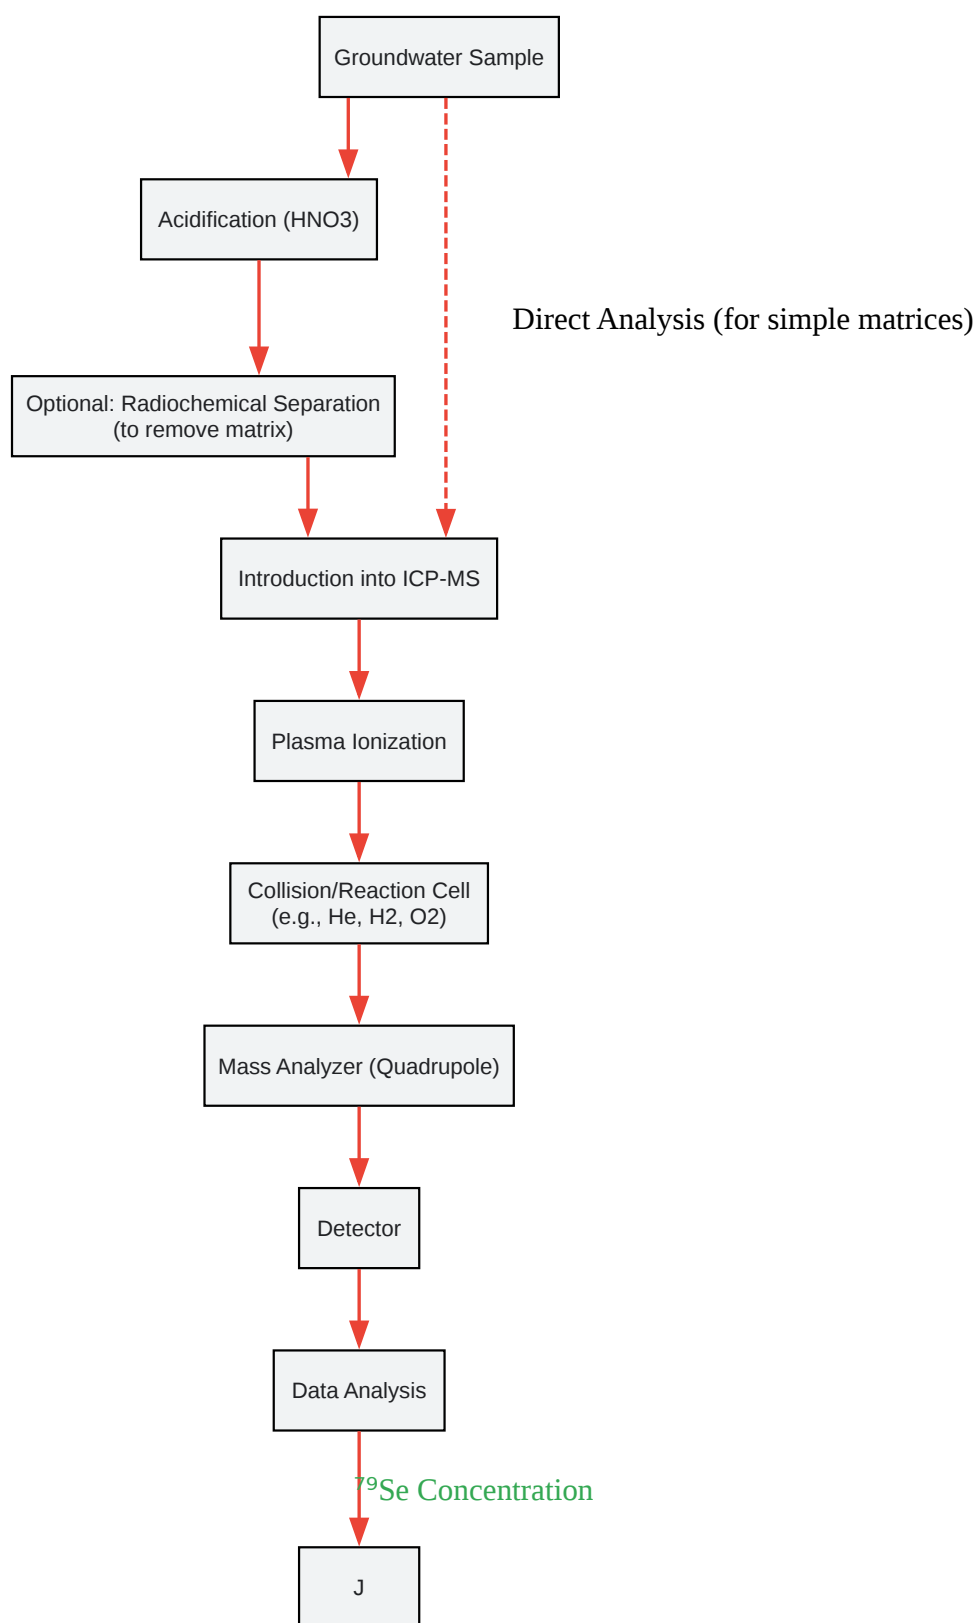 Groundwater Sample
Acidification (HNO3)
Direct Analysis (for simple matrices)
Optional: Radiochemical Separation
(to remove matrix)
Introduction into ICP-MS
Plasma Ionization
Collision/Reaction Cell
(e.g., He, H2, O2)
Mass Analyzer (Quadrupole)
Detector
Data Analysis
⁷⁹Se Concentration
J